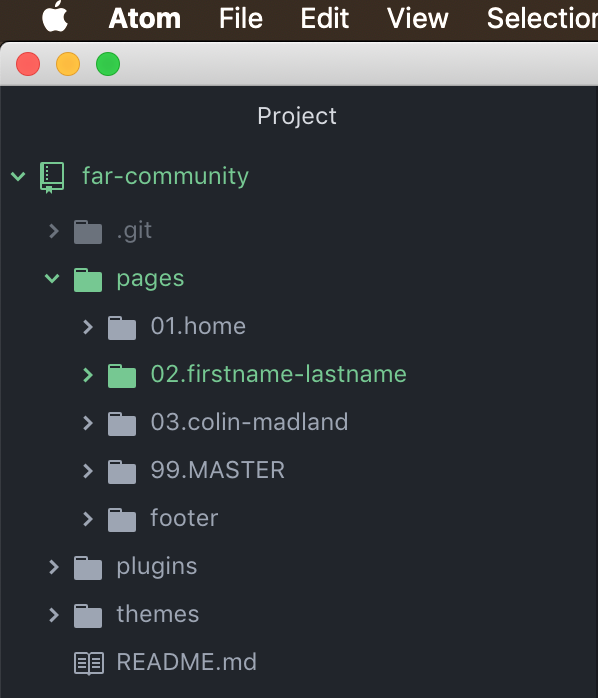 Atom File Edit View Selection
Project
far-community
.git
pages
01.home
02.firstname-lastname
03.colin-madland
99.MASTER
footer
plugins
themes
README.md